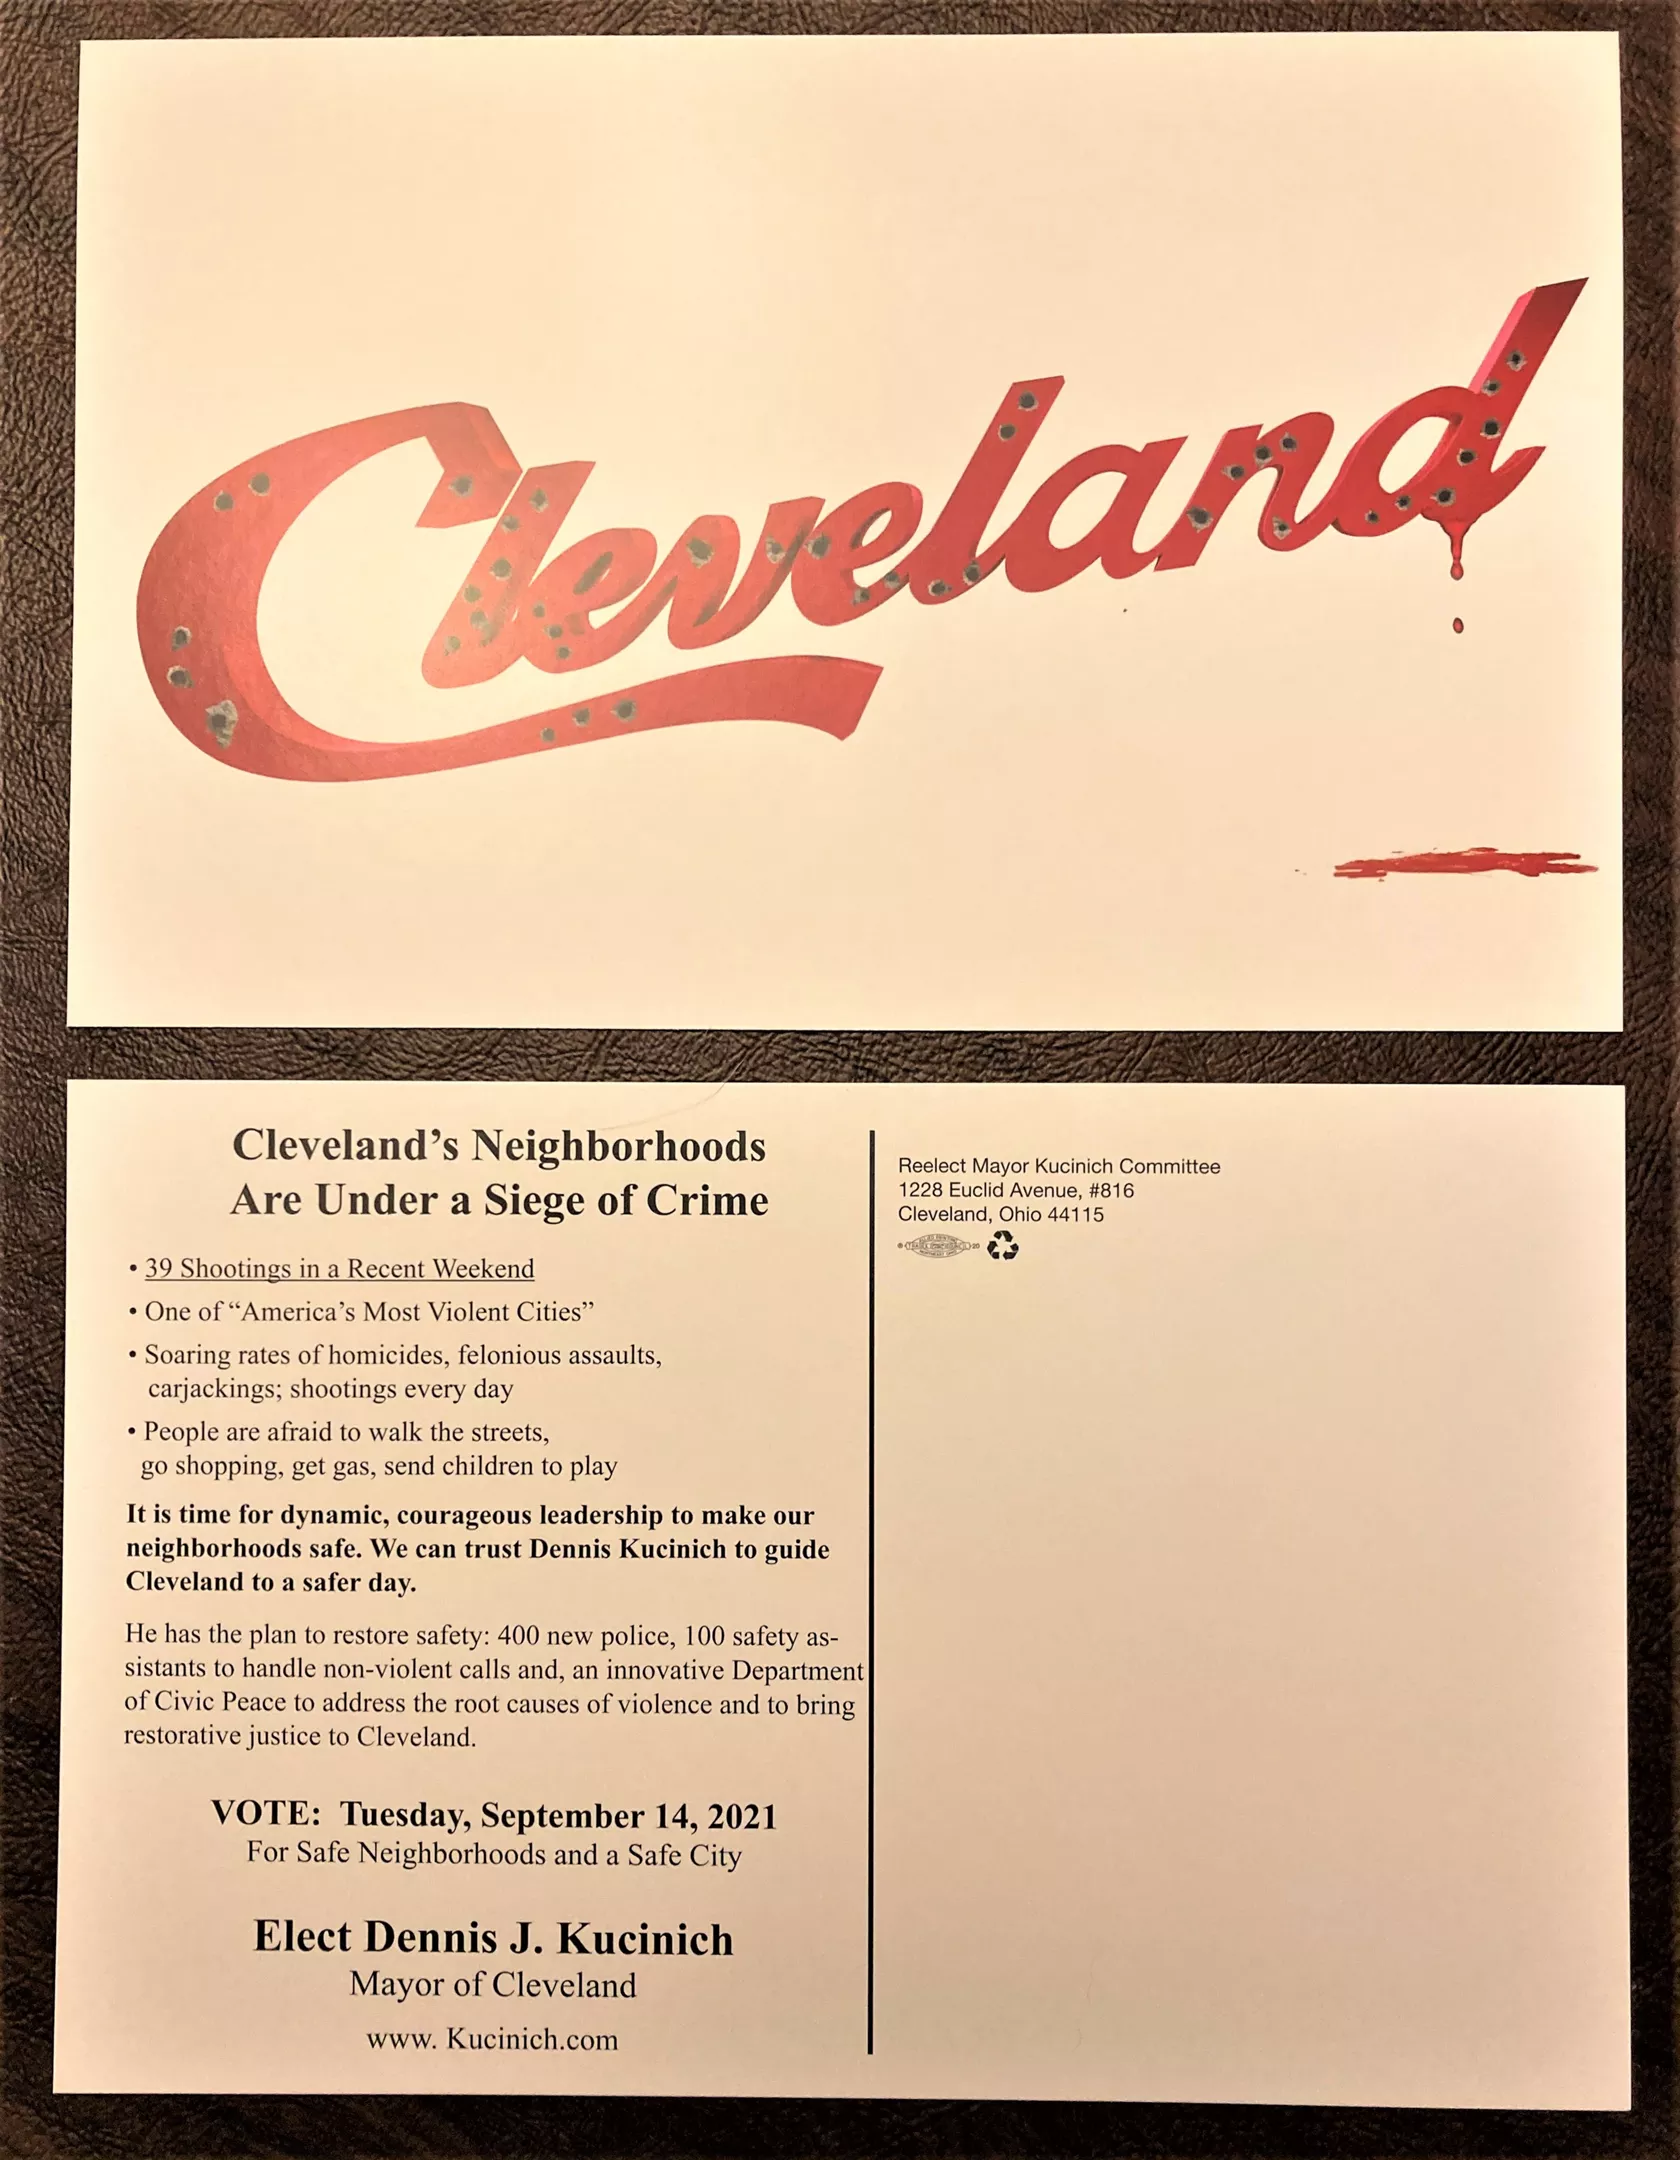 Cleveland
Cleveland's Neighborhoods
Are Under a Siege of Crime
• 39 Shootings in a Recent Weekend
• One of "America's Most Violent Cities"
• Soaring rates of homicides, felonious assaults,
carjackings; shootings every day
• People are afraid to walk the streets,
go shopping, get gas, send children to play
It is time for dynamic, courageous leadership to make our
neighborhoods safe. We can trust Dennis Kucinich to guide
Cleveland to a safer day.
He has the plan to restore safety: 400 new police, 100 safety as-
sistants to handle non-violent calls and, an innovative Department
of Civic Peace to address the root causes of violence and to bring
restorative justice to Cleveland.
VOTE: Tuesday, September 14, 2021
For Safe Neighborhoods and a Safe City
Elect Dennis J. Kucinich
Mayor of Cleveland
www. Kucinich.com
Reelect Mayor Kucinich Committee
1228 Euclid Avenue, #816
Cleveland, Ohio 44115